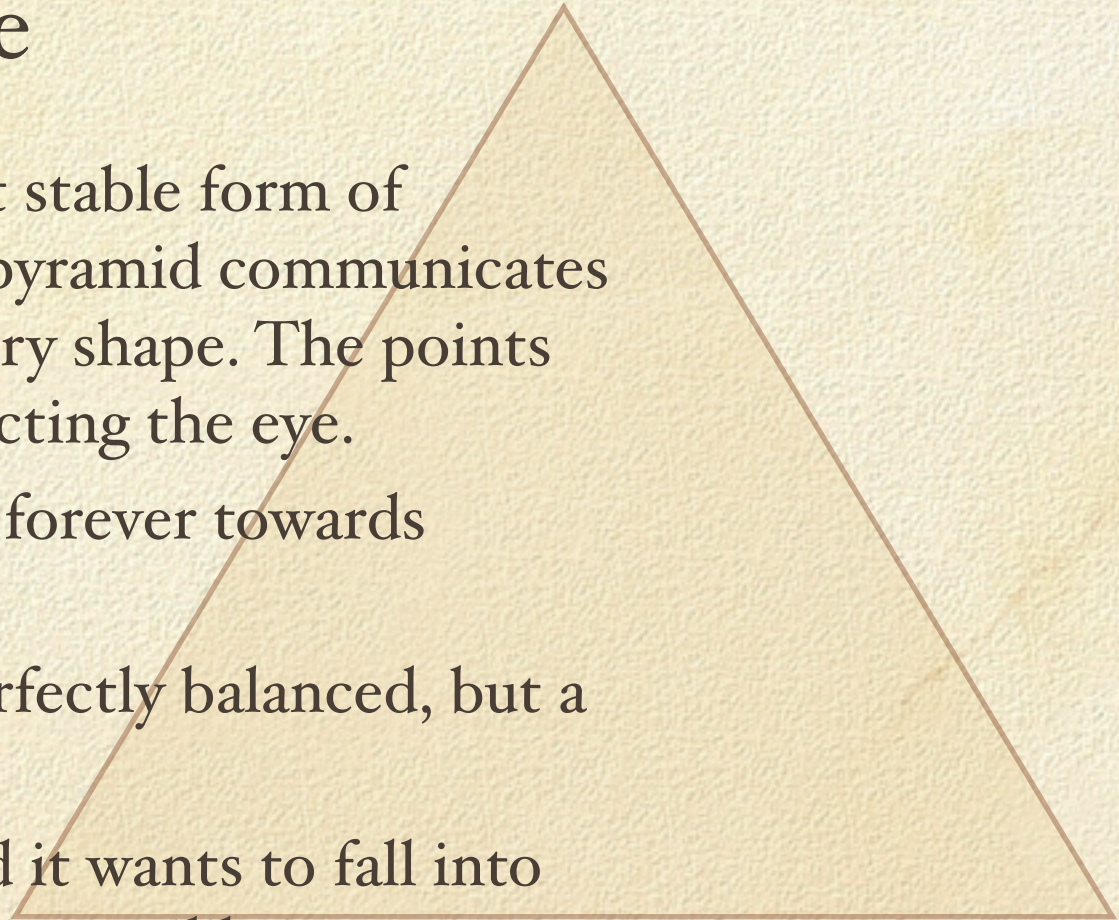 e
t stable form of
pyramid communicates
ry shape. The points
cting the eye.
forever towards
rfectly balanced, but a
d it wants to fall into